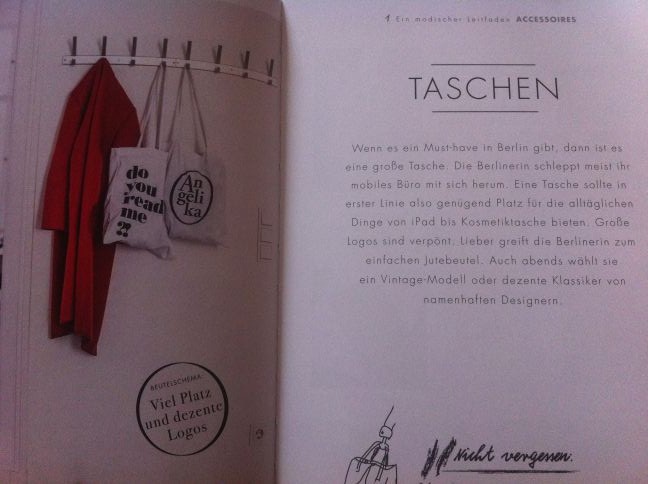 do
you
read
me
?!
An
geli
ka
BEUTELSCHEMA:
Viel Platz
und dezente
Logos
1 Ein modischer Leitfaden ACCESSOIRES
TASCHEN
Wenn es ein Must-have in Berlin gibt, dann ist es
eine große Tasche. Die Berlinerin schleppt meist ihr
mobiles Büro mit sich herum. Eine Tasche sollte in
erster Linie also genügend Platz für die alltäglichen
Dinge von iPad bis Kosmetiktasche bieten. Große
Logos sind verpönt. Lieber greift die Berlinerin zum
einfachen Jutebeutel. Auch abends wählt sie
ein Vintage-Modell oder dezente Klassiker von
namenhaften Designern.
Nicht vergessen.